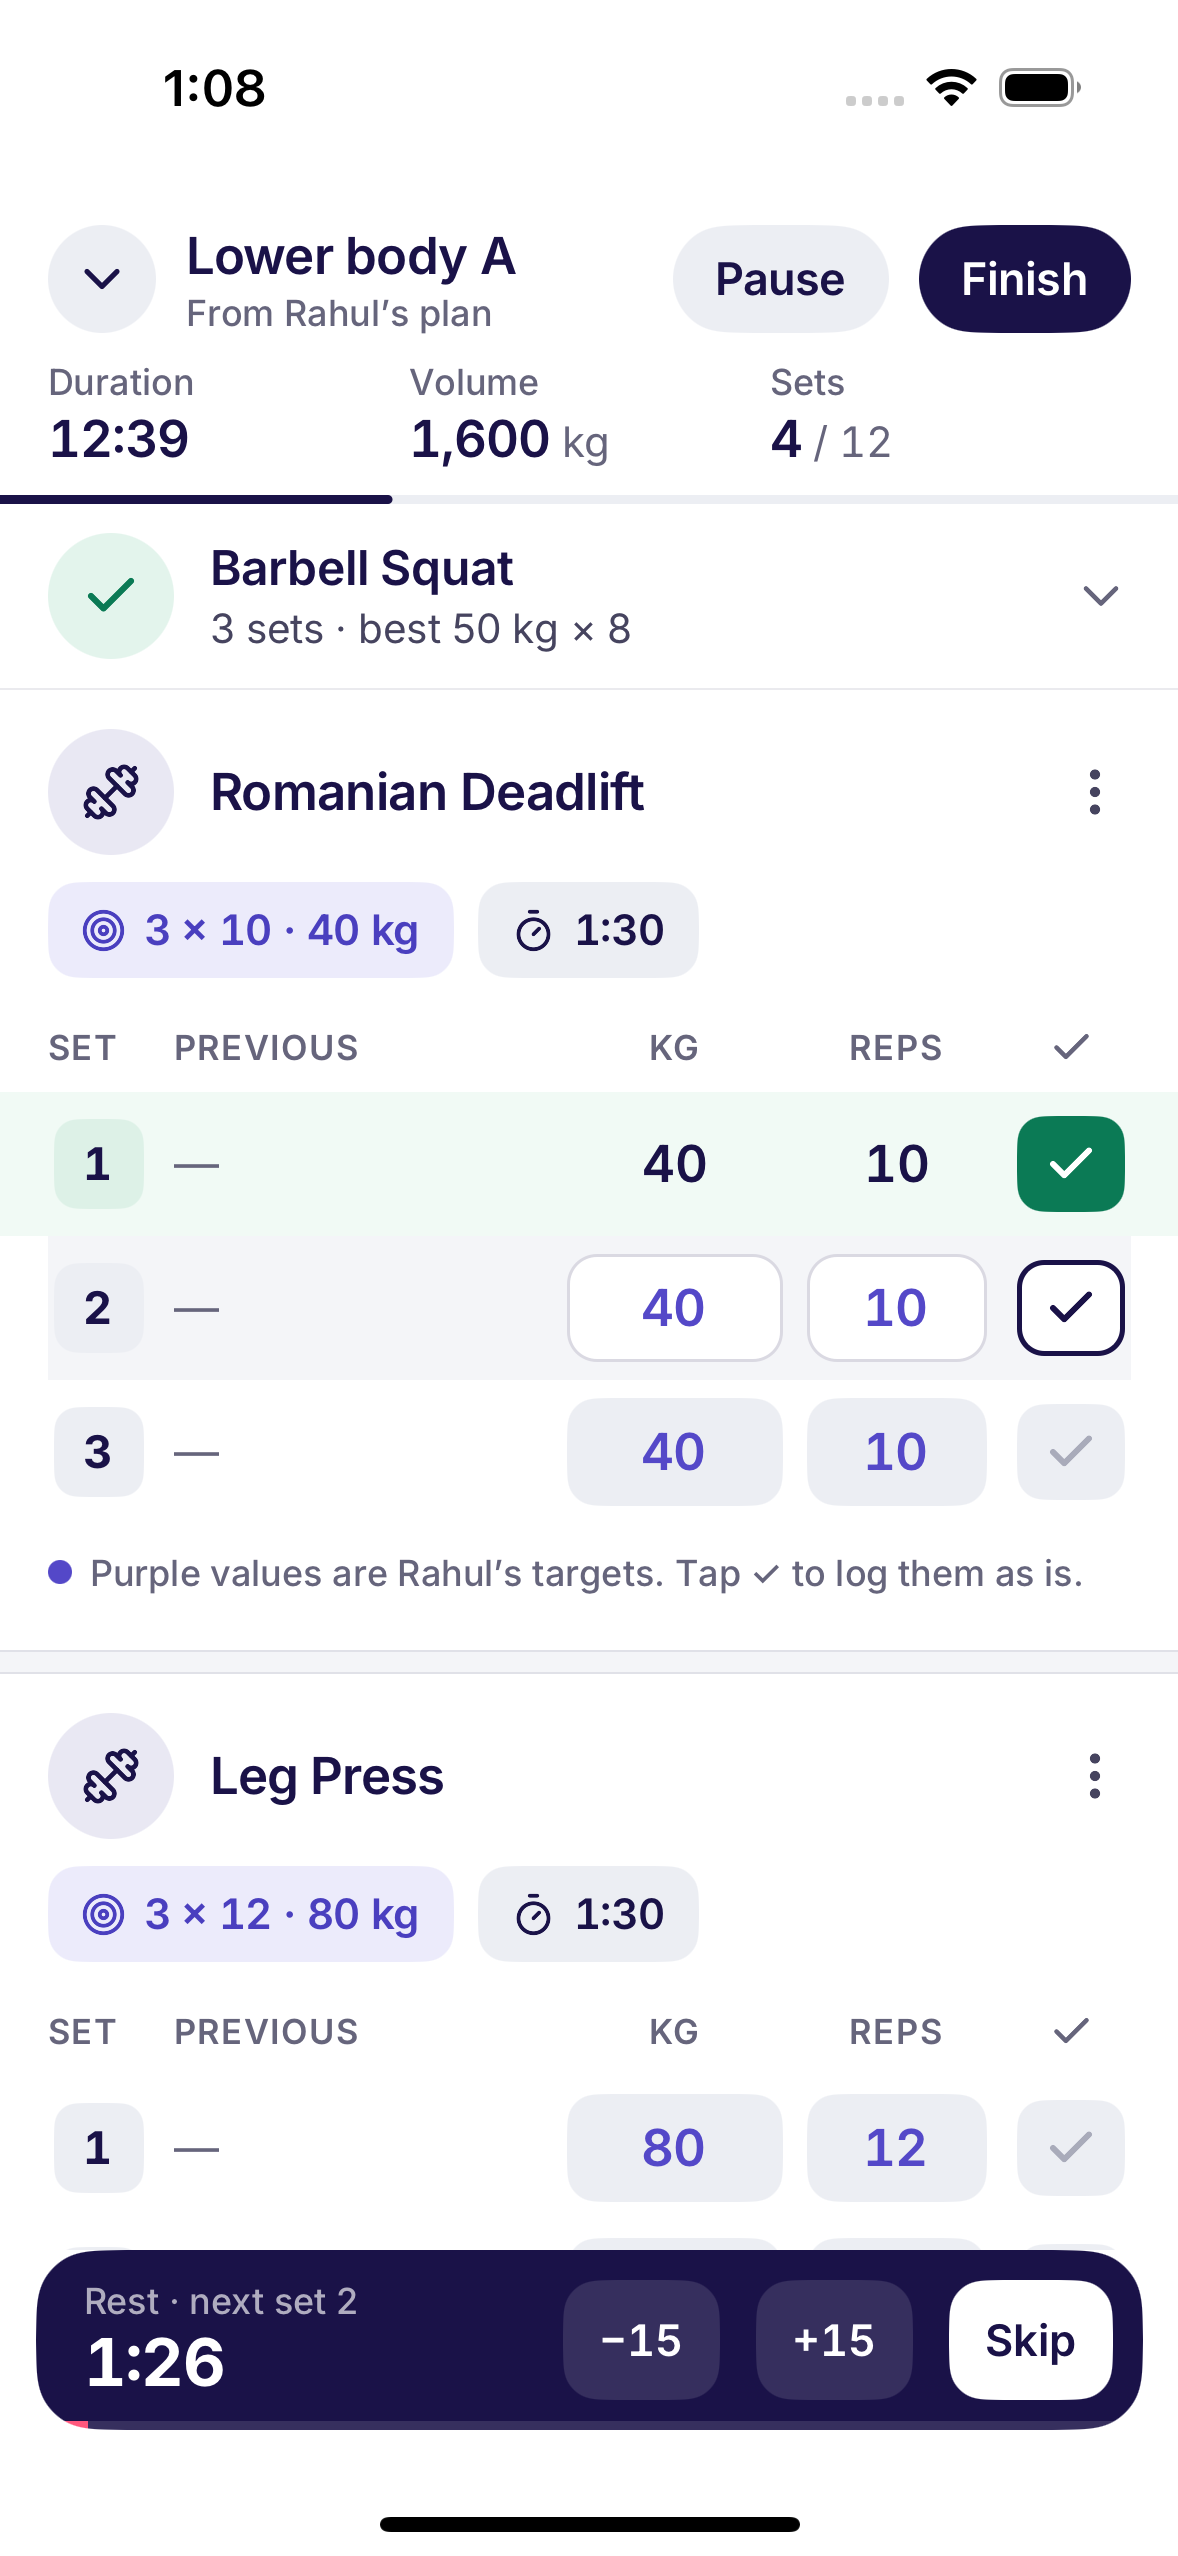 1:08
Lower body A
From Rahul’s plan
Pause
Finish
Duration
Volume
Sets
12:39
1,600 kg
4 / 12
Barbell Squat
3 sets · best 50 kg × 8
Romanian Deadlift
3 × 10 · 40 kg
1:30
SET PREVIOUS KG REPS ✓
1 — 40 10 ✓
2 — 40 10 ✓
3 — 40 10 ✓
Purple values are Rahul’s targets. Tap ✓ to log them as is.
Leg Press
3 × 12 · 80 kg
1:30
SET PREVIOUS KG REPS ✓
1 — 80 12 ✓
Rest · next set 2
1:26
−15
+15
Skip